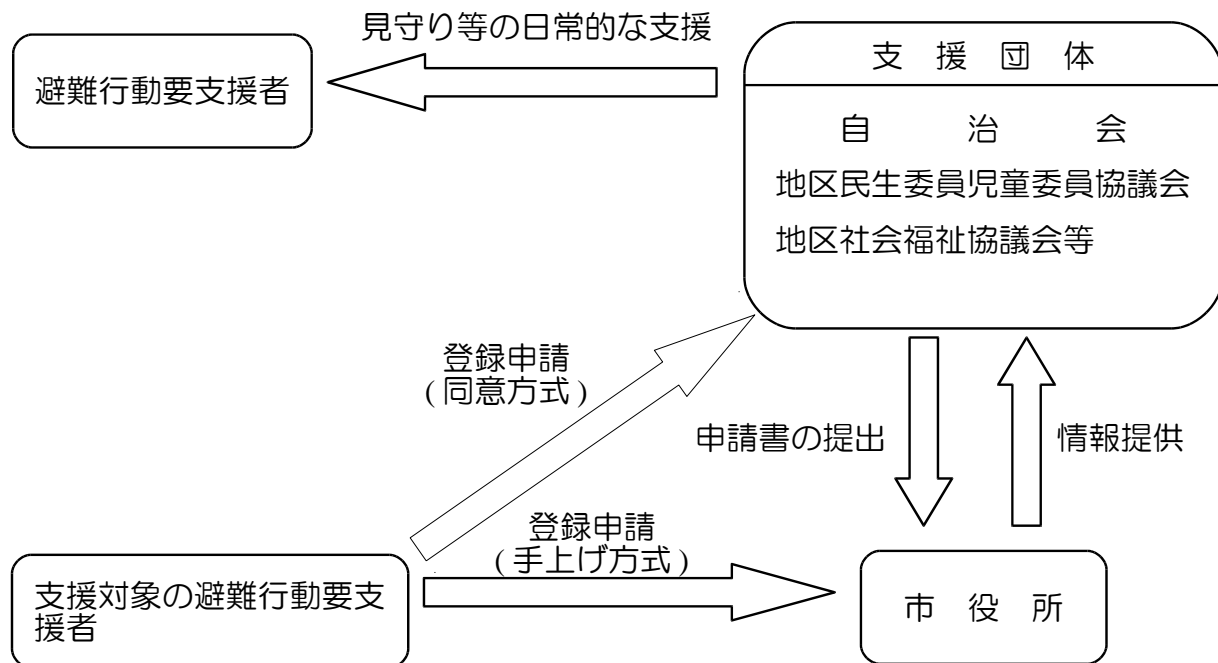 見守り等の日常的な支援
避難行動要支援者
支 援 団 体
自 治 会
地区民生委員児童委員協議会
地区社会福祉協議会等
登録申請
(同意方式)
申請書の提出
情報提供
登録申請
(手上げ方式)
支援対象の避難行動要支
援者
市 役 所